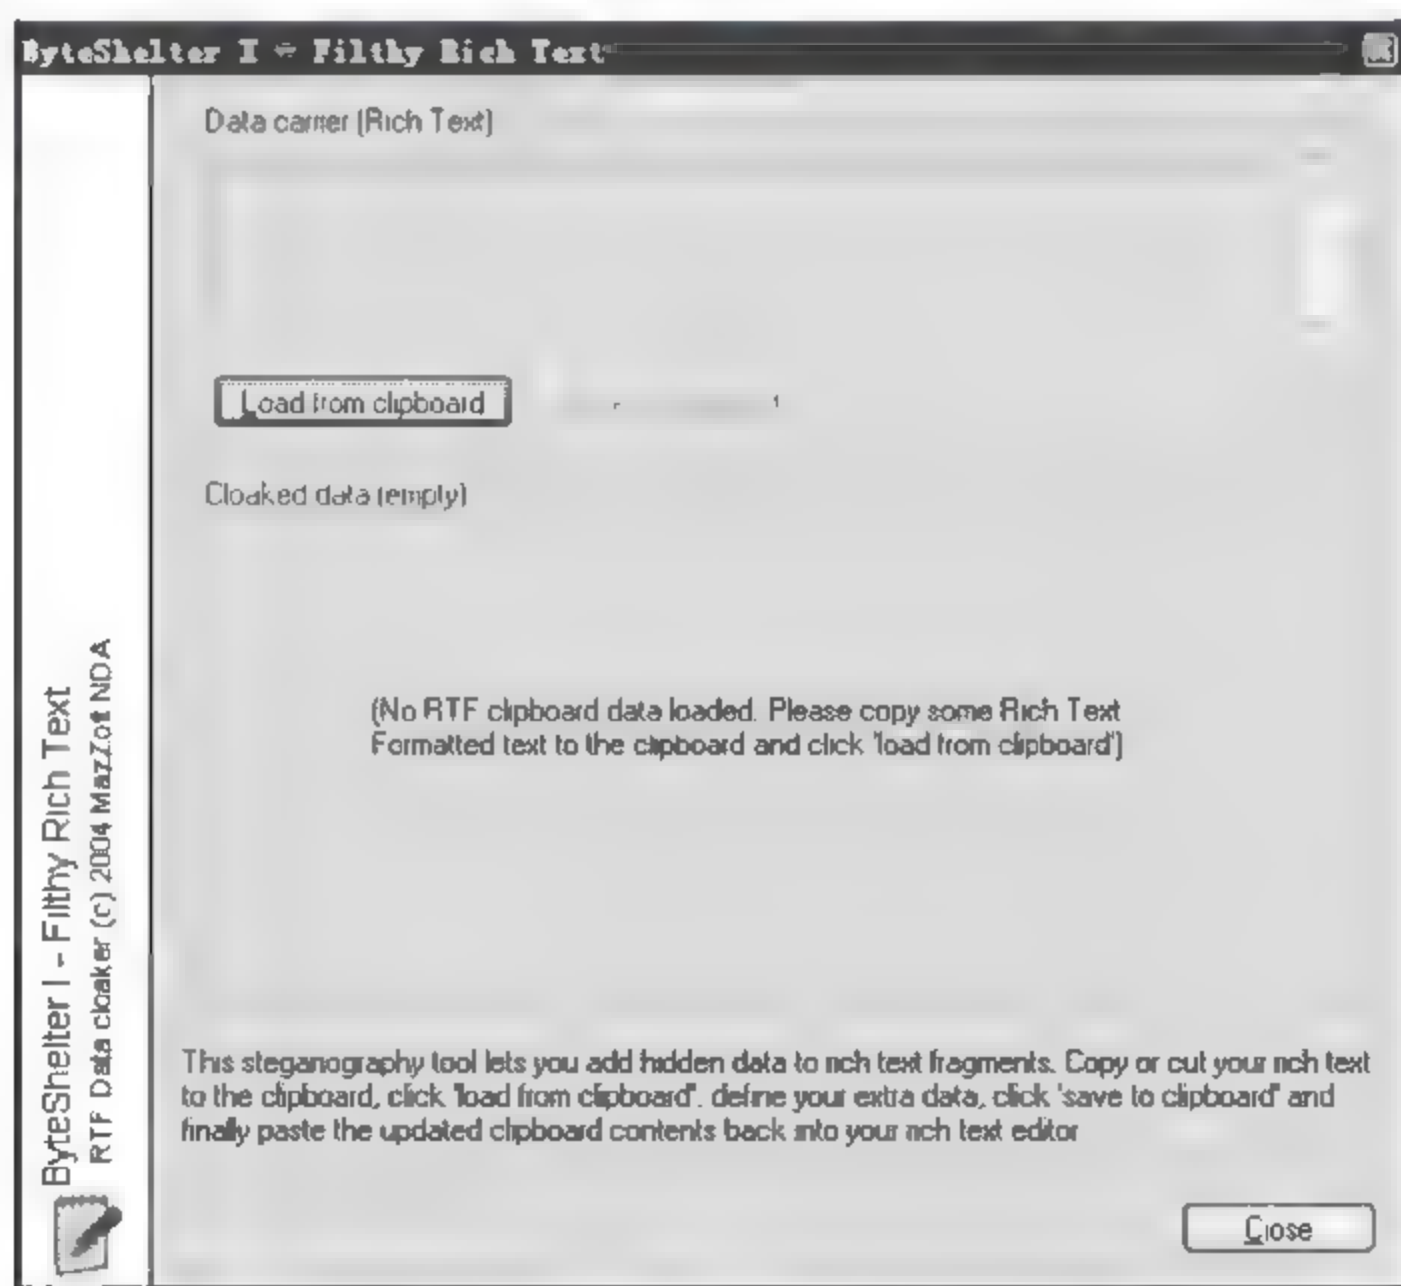 ByteShelter I - Filthy Rich Text
Data carrier (Rich Text)
Load from clipboard
Cloaked data (empty)
(No RTF clipboard data loaded. Please copy some Rich Text
Formatted text to the clipboard and click 'load from clipboard')
ByteShelter I - Filthy Rich Text
RTF Data cloaker (c) 2004 MazZoft NDA
This steganography tool lets you add hidden data to rich text fragments. Copy or cut your rich text
to the clipboard, click 'load from clipboard'. define your extra data, click 'save to clipboard' and
finally paste the updated clipboard contents back into your rich text editor
Close